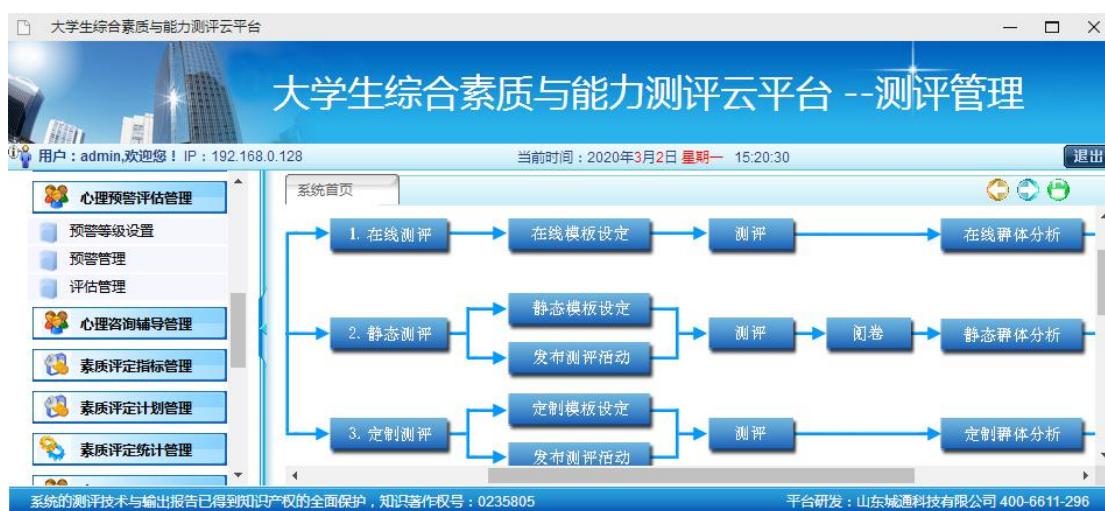 大学生综合素质与能力测评云平台
大学生综合素质与能力测评云平台 --测评管理
用户：admin,欢迎您！IP：192.168.0.128
当前时间：2020年3月2日 星期一 15:20:30
退出
心理预警评估管理
预警等级设置
预警管理
评估管理
心理咨询辅导管理
素质评定指标管理
素质评定计划管理
素质评定统计管理
系统首页
1. 在线测评
在线模板设定
测评
在线群体分析
2. 静态测评
静态模板设定
发布测评活动
测评
阅卷
静态群体分析
3. 定制测评
定制模板设定
发布测评活动
测评
定制群体分析
系统的测评技术与输出报告已得到知识产权的全面保护，知识著作权号：0235805
平台研发：山东城通科技有限公司 400-6611-296